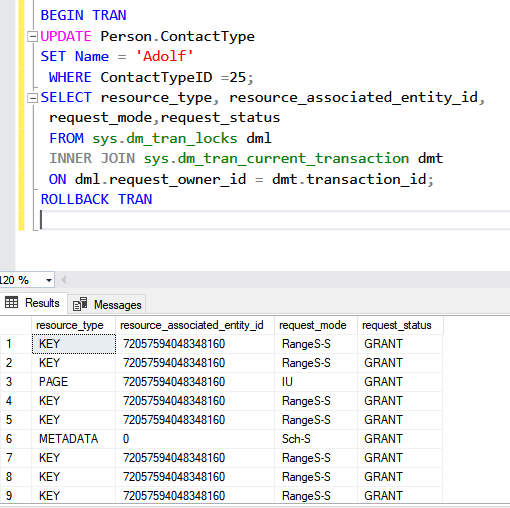 BEGIN TRAN
UPDATE Person.ContactType
SET Name = 'Adolf'
WHERE ContactTypeID =25;
SELECT resource_type, resource_associated_entity_id,
request_mode,request_status
FROM sys.dm_tran_locks dml
INNER JOIN sys.dm_tran_current_transaction dmt
ON dml.request_owner_id = dmt.transaction_id;
ROLLBACK TRAN
120 %
Results Messages
resource_type resource_associated_entity_id request_mode request_status
1 KEY 72057594048348160 RangeS-S GRANT
2 KEY 72057594048348160 RangeS-S GRANT
3 PAGE 72057594048348160 IU GRANT
4 KEY 72057594048348160 RangeS-S GRANT
5 KEY 72057594048348160 RangeS-S GRANT
6 METADATA 0 Sch-S GRANT
7 KEY 72057594048348160 RangeS-S GRANT
8 KEY 72057594048348160 RangeS-S GRANT
9 KEY 72057594048348160 RangeS-S GRANT